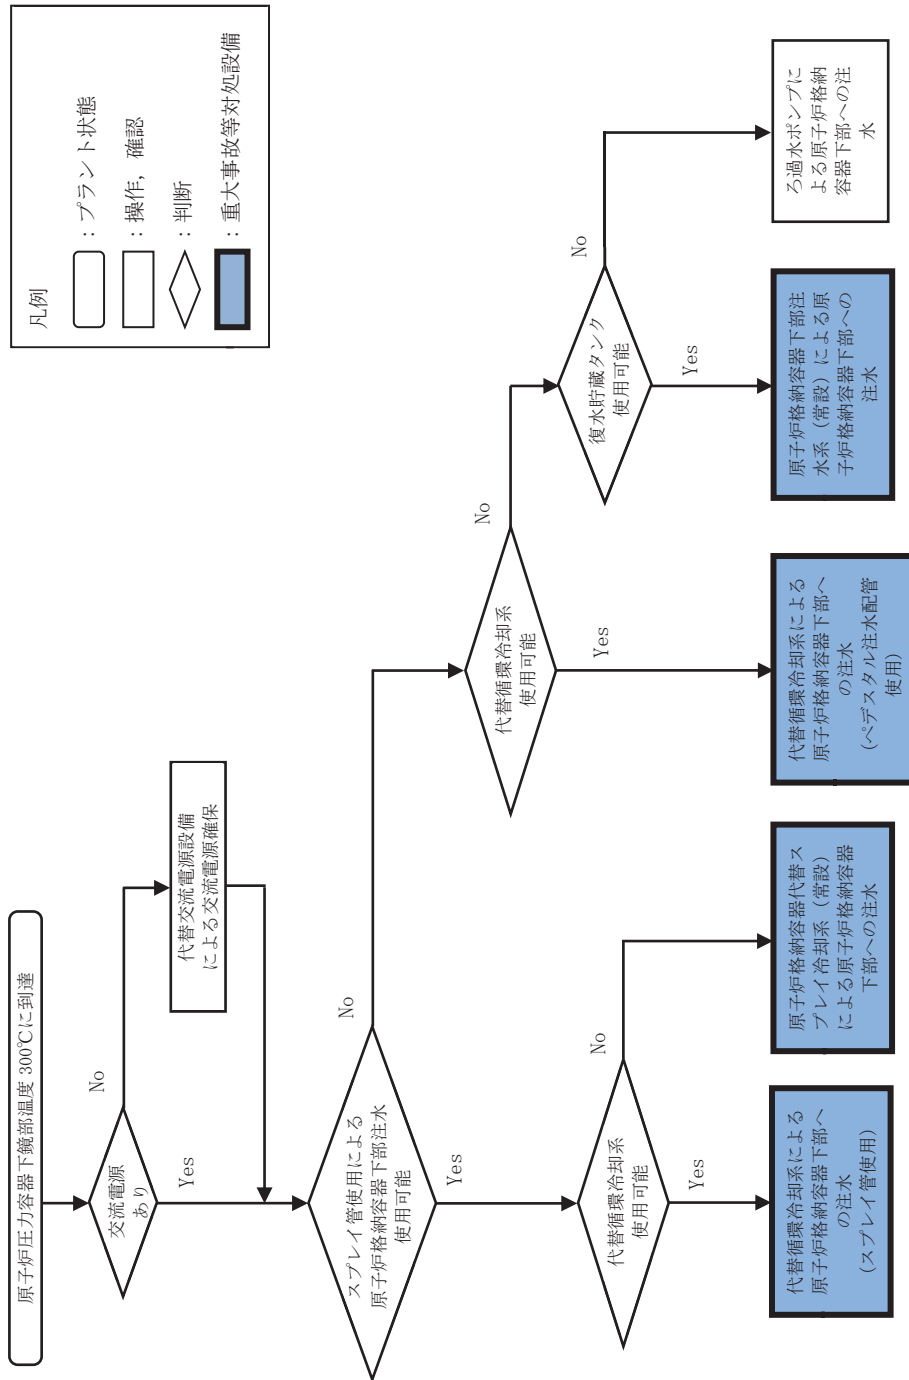 原子炉圧力容器下鏡部温度 300℃に到達
交流電源
あり
No
Yes
代替交流電源設備
による交流電源確保
スプレイ管使用による
原子炉格納容器下部注水
使用可能
No
Yes
代替循環冷却系
使用可能
No
Yes
代替循環冷却系
使用可能
No
Yes
復水貯蔵タンク
使用可能
No
Yes
代替循環冷却系による
原子炉格納容器下部へ
の注水
(スプレイ管使用)
原子炉格納容器代替ス
プレイ冷却系（常設）
による原子炉格納容器
下部への注水
代替循環冷却系による
原子炉格納容器下部へ
の注水
(ペデスタル注水配管
使用)
原子炉格納容器下部注
水系（常設）による原
子炉格納容器下部への
注水
ろ過水ポンプに
よる原子炉格納
容器下部への注
水
凡例
：プラント状態
：操作，確認
：判断
：重大事故等対処設備